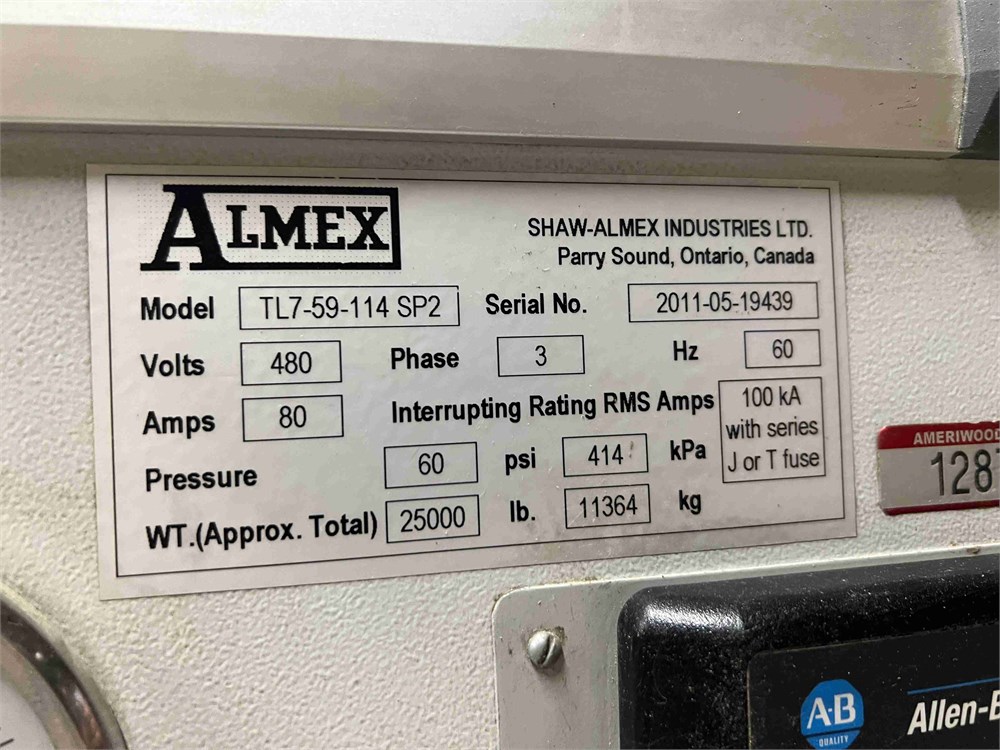 ALMEX
SHAW-ALMEX INDUSTRIES LTD.
Parry Sound, Ontario, Canada
Model TL7-59-114 SP2 Serial No. 2011-05-19439
Volts 480 Phase 3 Hz 60
Amps 80 Interrupting Rating RMS Amps 100 kA
with series
J or T fuse
Pressure 60 psi 414 kPa
WT.(Approx. Total) 25000 lb. 11364 kg
AMERIWOOD
128
A-B
QUALITY
Allen-